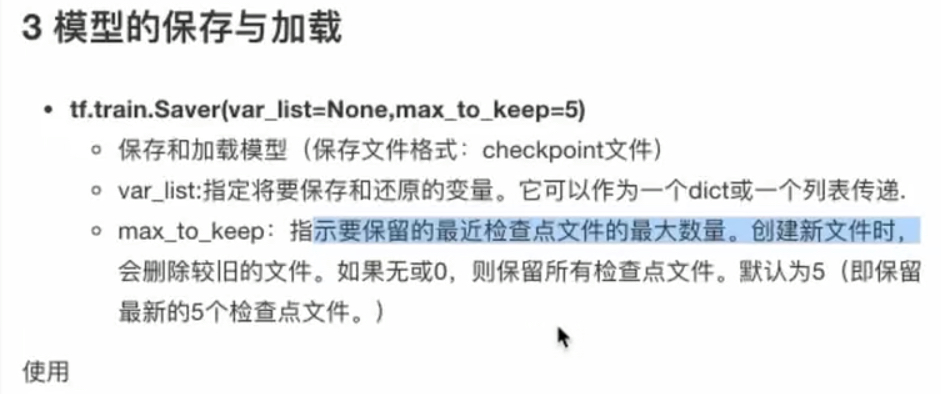 3 模型的保存与加载
• tf.train.Saver(var_list=None,max_to_keep=5)
○ 保存和加载模型（保存文件格式：checkpoint文件）
○ var_list:指定将要保存和还原的变量。它可以作为一个dict或一个列表传递.
○ max_to_keep：指示要保留的最近检查点文件的最大数量。创建新文件时，
会删除较旧的文件。如果无或0，则保留所有检查点文件。默认为5（即保留
最新的5个检查点文件。）
使用